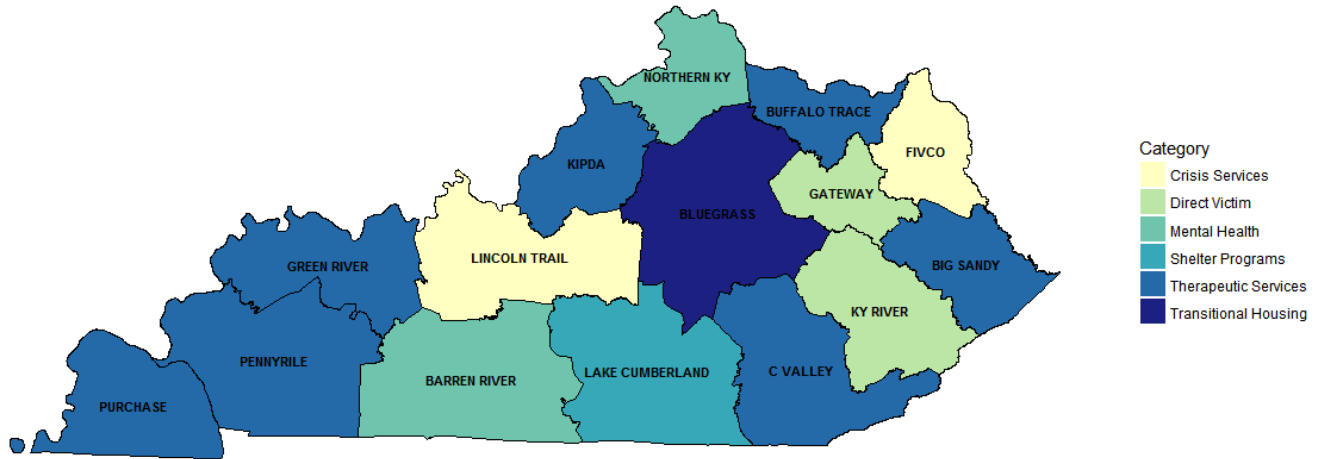 NORTHERN KY
BUFFALO TRACE
FIVCO
KIPDA
GATEWAY
BLUEGRASS
LINCOLN TRAIL
GREEN RIVER
BIG SANDY
KY RIVER
PENNYRILE
BARREN RIVER
LAKE CUMBERLAND
C VALLEY
PURCHASE
Category
Crisis Services
Direct Victim
Mental Health
Shelter Programs
Therapeutic Services
Transitional Housing